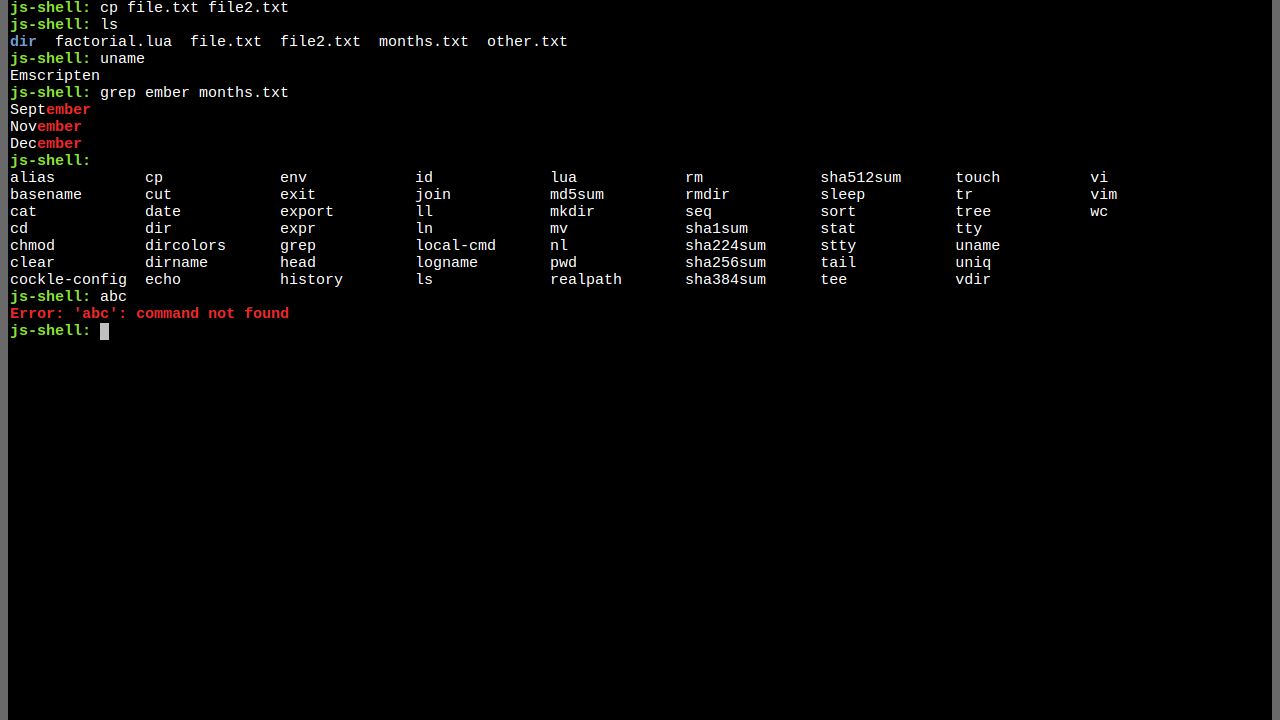 js-shell: cp file.txt file2.txt
js-shell: ls
dir  factorial.lua  file.txt  file2.txt  months.txt  other.txt
js-shell: uname
Emscripten
js-shell: grep ember months.txt
September
November
December
js-shell:
alias          cp             env            id             lua            rm             sha512sum      touch          vi
basename       cut            exit           join           md5sum         rmdir          sleep          tr             vim
cat            date           export         ll             mkdir          seq            sort           tree           wc
cd             dir            expr           ln             mv             sha1sum        stat           tty
chmod          dircolors      grep           local-cmd      nl             sha224sum      stty           uname
clear          dirname        head           logname        pwd            sha256sum      tail           uniq
cockle-config  echo           history        ls             realpath       sha384sum      tee            vdir
js-shell: abc
Error: 'abc': command not found
js-shell: